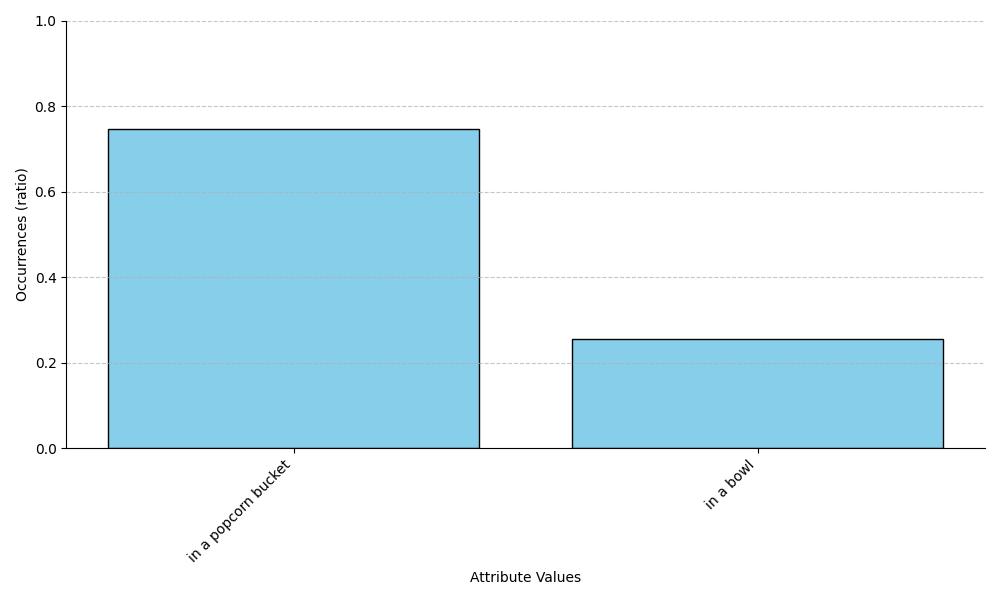 1.0
0.8
0.6
0.4
0.2
0.0
Occurrences (ratio)
in a popcorn bucket
in a bowl
Attribute Values